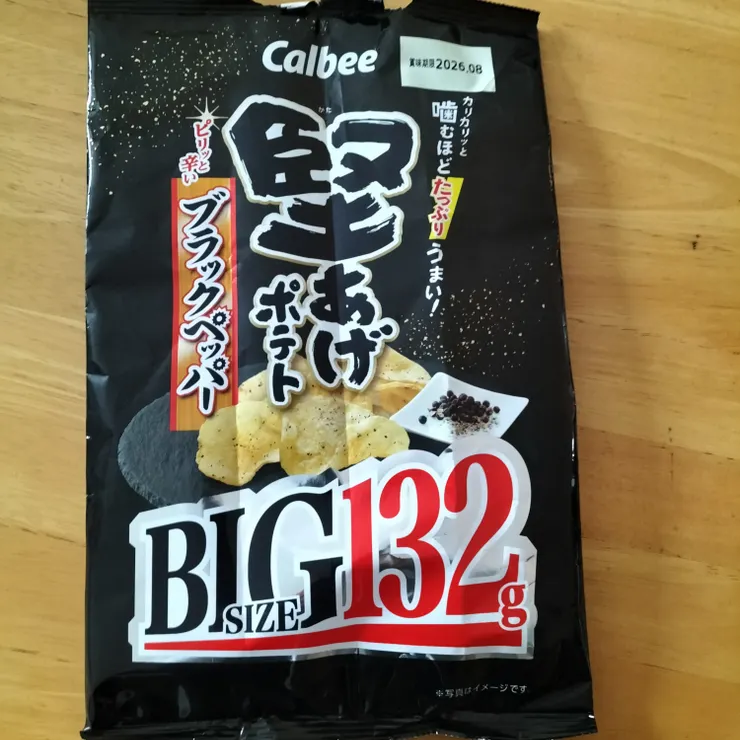 Calbee
賞味期限2026.08
カリカリッと
噛むほどたっぷりうまい!
かた
堅あげ
ポテト
ピリッと
辛い
ブラックペッパー
BIG
SIZE
132g
※写真はイメージです